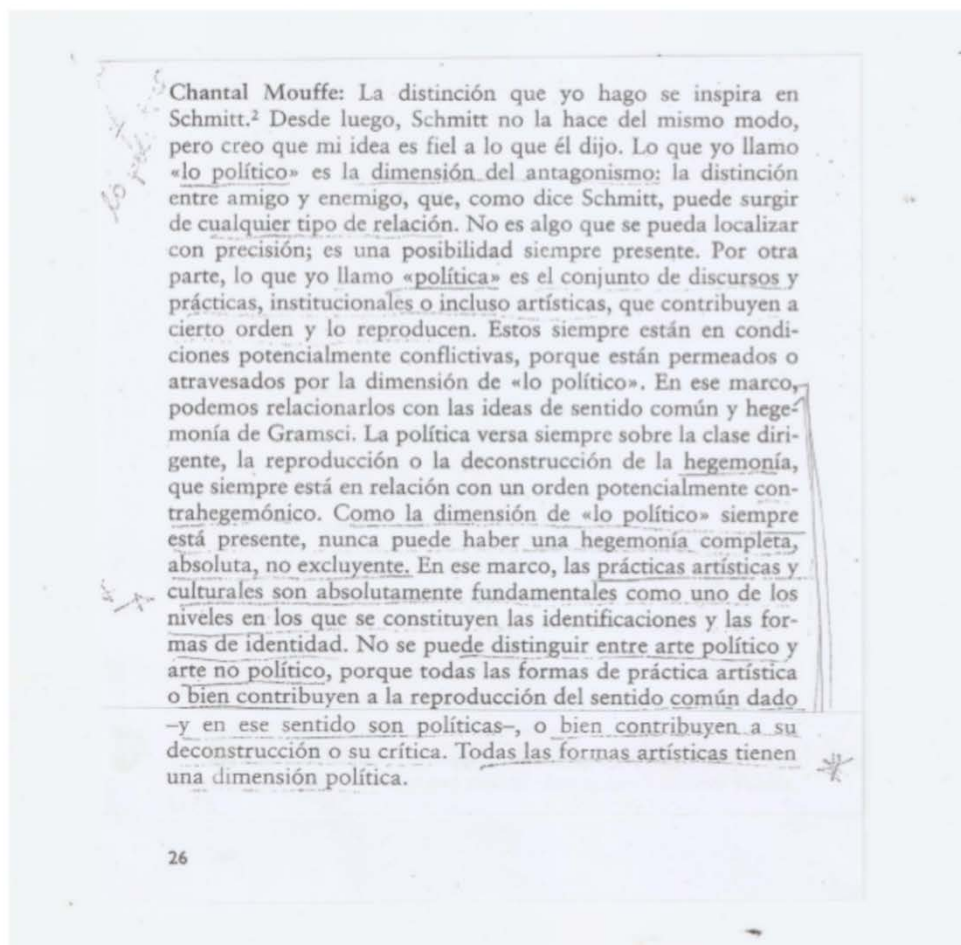 Chantal Mouffe: La distinción que yo hago se inspira en
Schmitt.² Desde luego, Schmitt no la hace del mismo modo,
pero creo que mi idea es fiel a lo que él dijo. Lo que yo llamo
«lo político» es la dimensión del antagonismo: la distinción
entre amigo y enemigo, que, como dice Schmitt, puede surgir
de cualquier tipo de relación. No es algo que se pueda localizar
con precisión; es una posibilidad siempre presente. Por otra
parte, lo que yo llamo «política» es el conjunto de discursos y
prácticas, institucionales o incluso artísticas, que contribuyen a
cierto orden y lo reproducen. Estos siempre están en condi-
ciones potencialmente conflictivas, porque están permeados o
atravesados por la dimensión de «lo político». En ese marco,
podemos relacionarlos con las ideas de sentido común y hege-
monía de Gramsci. La política versa siempre sobre la clase diri-
gente, la reproducción o la deconstrucción de la hegemonía,
que siempre está en relación con un orden potencialmente con-
trahegemónico. Como la dimensión de «lo político» siempre
está presente, nunca puede haber una hegemonía completa,
absoluta, no excluyente. En ese marco, las prácticas artísticas y
culturales son absolutamente fundamentales como uno de los
niveles en los que se constituyen las identificaciones y las for-
mas de identidad. No se puede distinguir entre arte político y
arte no político, porque todas las formas de práctica artística
o bien contribuyen a la reproducción del sentido común dado
–y en ese sentido son políticas–, o bien contribuyen a su
deconstrucción o su crítica. Todas las formas artísticas tienen
una dimensión política.
26